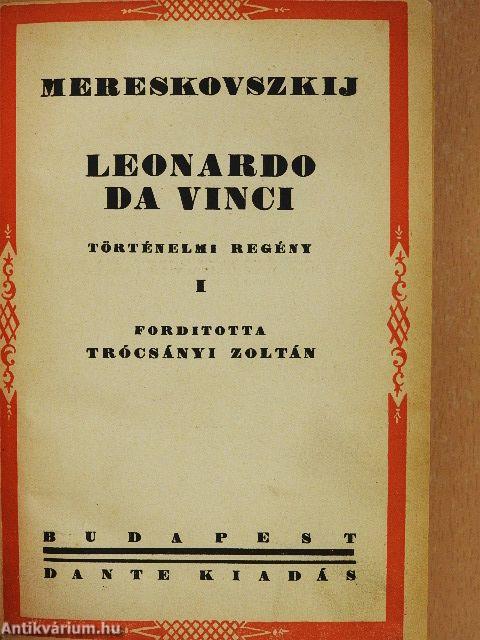 MERESKOVSZKIJ
LEONARDO
DA VINCI
TÖRTÉNELMI REGÉNY
I
FORDITOTTA
TRÓCSÁNYI ZOLTÁN
BUDAPEST
DANTE KIADÁS
Antikvárium.hu